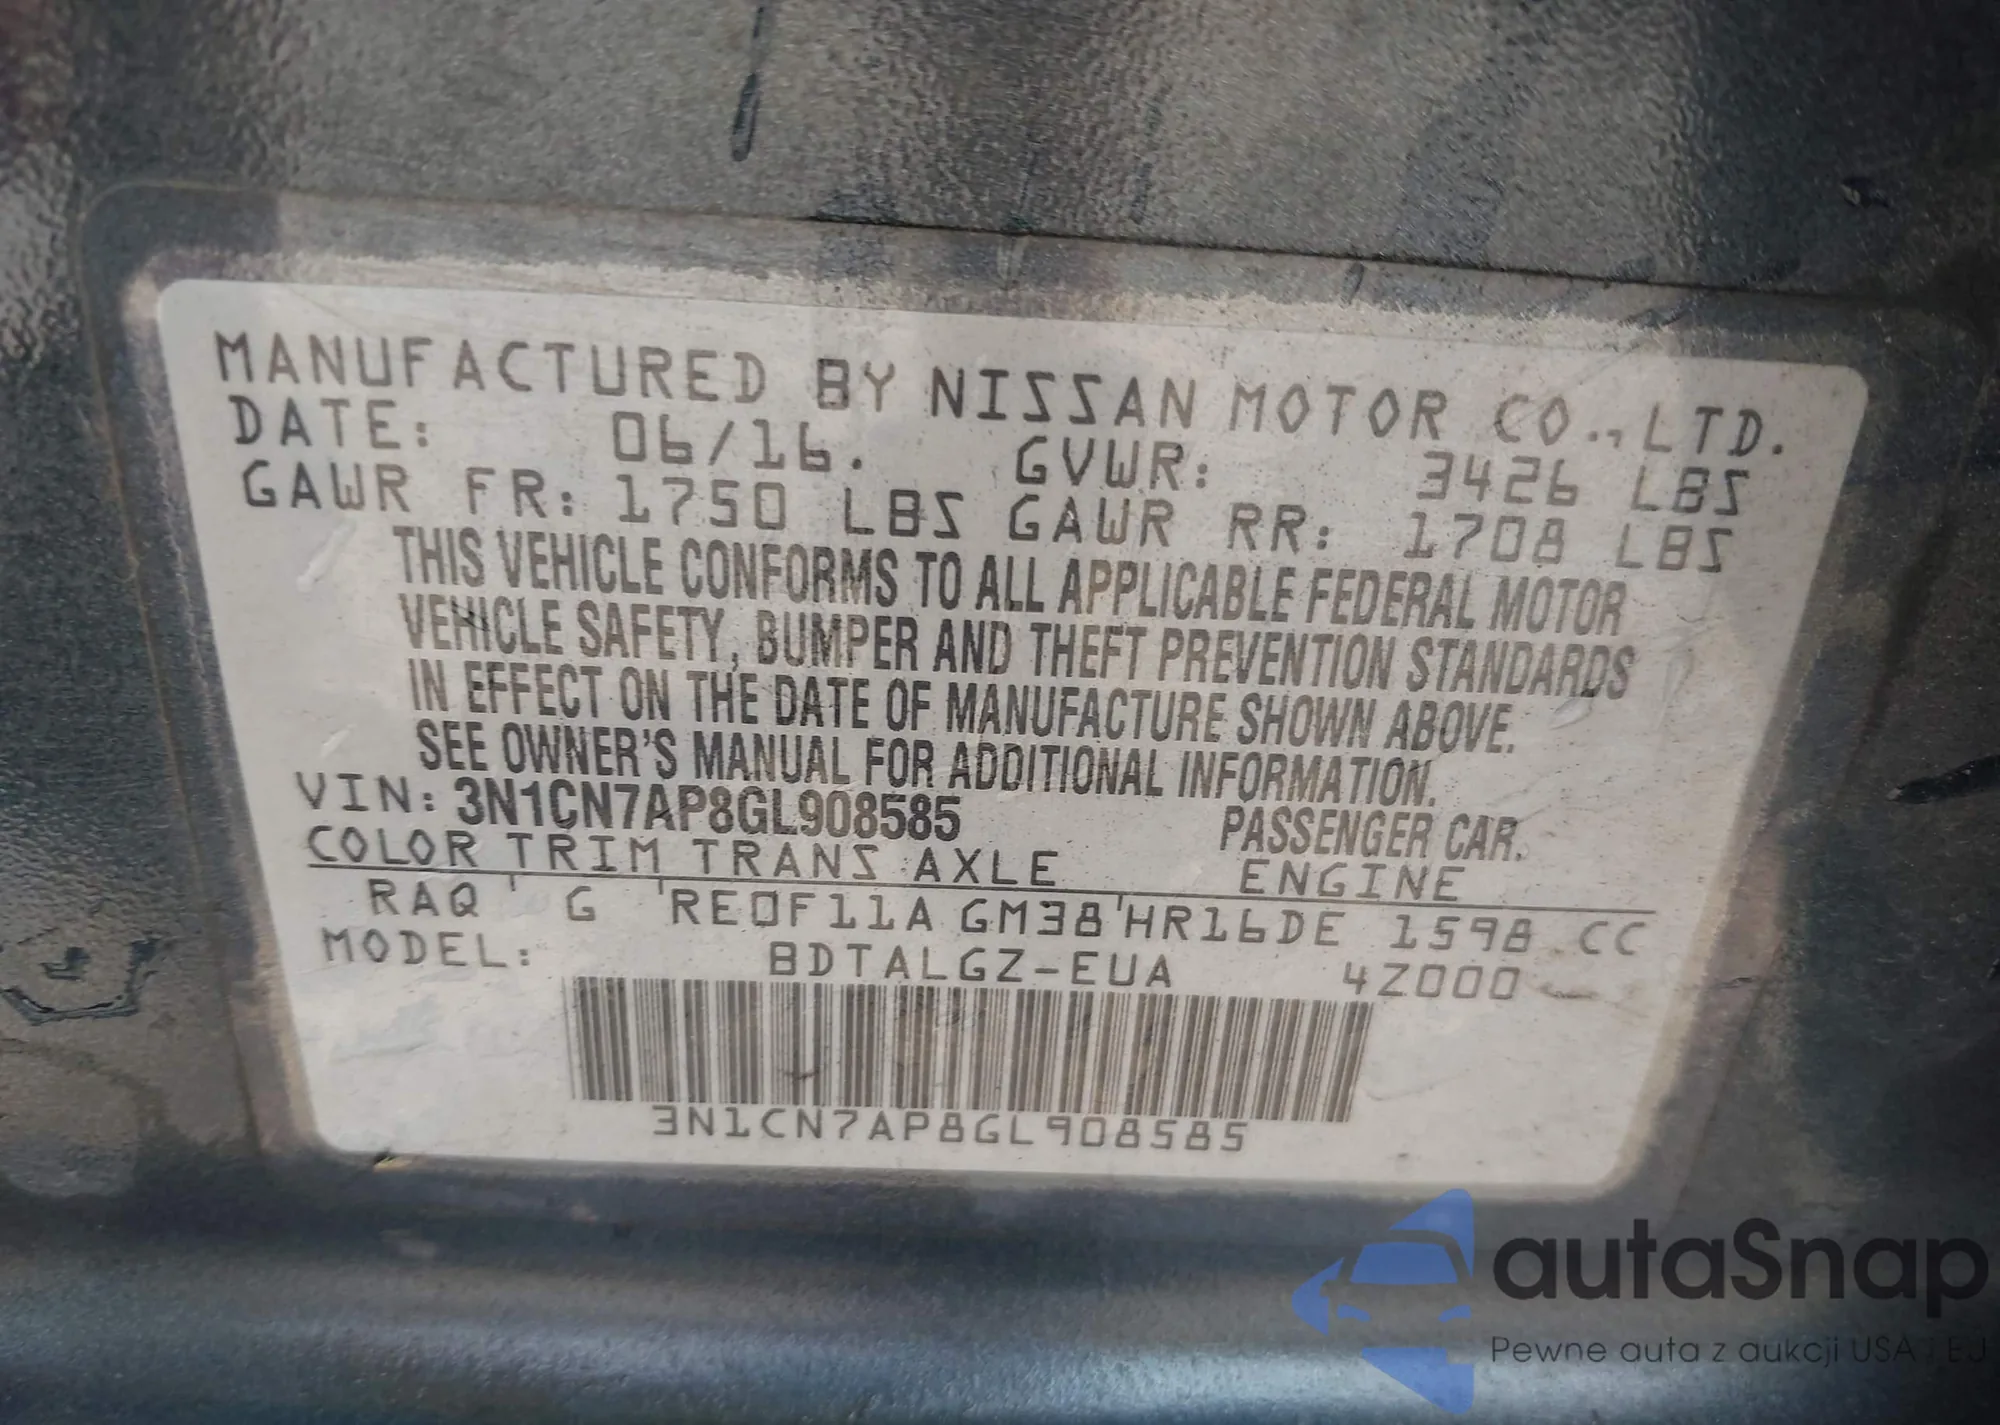 MANUFACTURED BY NISSAN MOTOR CO., LTD.
DATE: 06/16. GVWR: 3426 LBS
GAWR FR: 1750 LBS GAWR RR: 1708 LBS
THIS VEHICLE CONFORMS TO ALL APPLICABLE FEDERAL MOTOR
VEHICLE SAFETY, BUMPER AND THEFT PREVENTION STANDARDS
IN EFFECT ON THE DATE OF MANUFACTURE SHOWN ABOVE.
SEE OWNER'S MANUAL FOR ADDITIONAL INFORMATION.
VIN: 3N1CN7AP8GL908585 PASSENGER CAR.
COLOR TRIM TRANS AXLE ENGINE
RAQ ' G 'RE0F11A GM38'HR16DE 1598 CC
MODEL: BDTALGZ-EUA 4Z000
3N1CN7AP8GL908585
autaSnap
Pewne auta z aukcji USA i EU